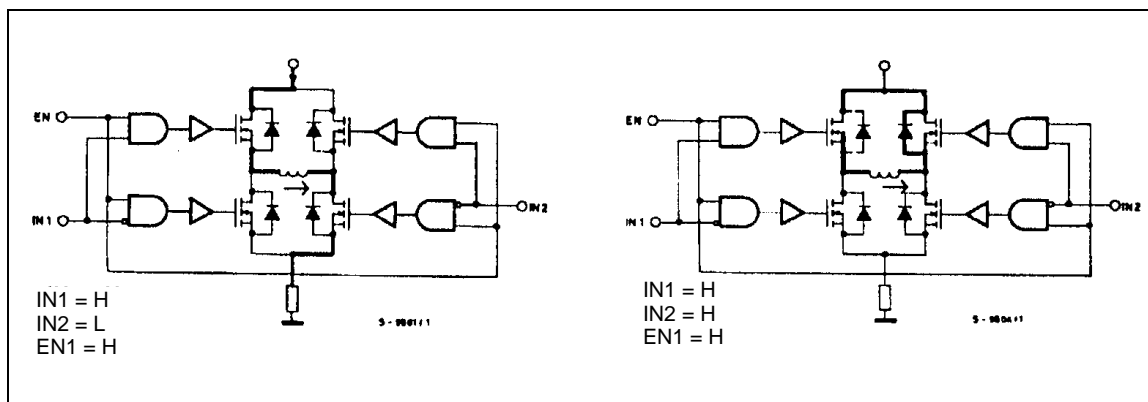 EN
IN1
IN2
IN1 = H
IN2 = L
EN1 = H
EN
IN1
IN2
IN1 = H
IN2 = H
EN1 = H